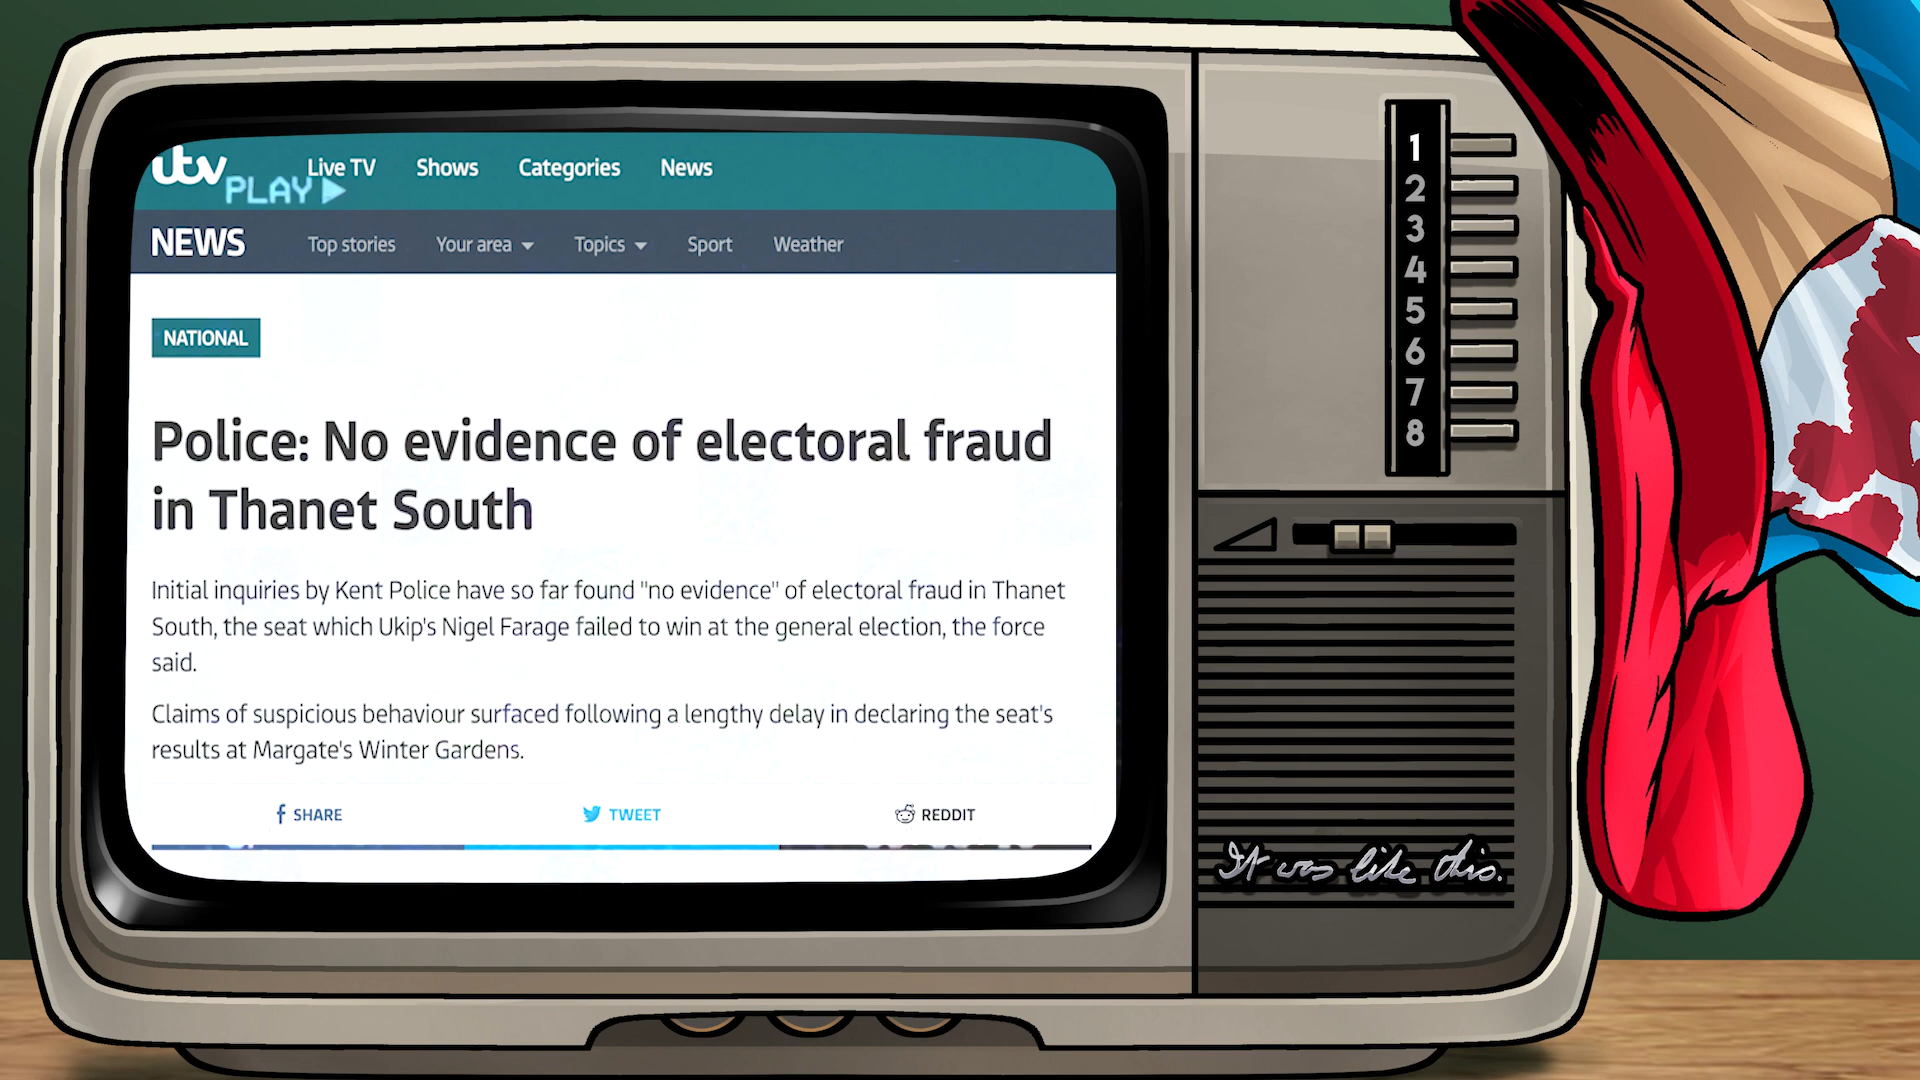 itv Live TV Shows Categories News
PLAY
NEWS Top stories Your area Topics Sport Weather
NATIONAL
Police: No evidence of electoral fraud
in Thanet South
Initial inquiries by Kent Police have so far found "no evidence" of electoral fraud in Thanet
South, the seat which Ukip's Nigel Farage failed to win at the general election, the force
said.
Claims of suspicious behaviour surfaced following a lengthy delay in declaring the seat's
results at Margate's Winter Gardens.
SHARE TWEET REDDIT
1
2
3
4
5
6
7
8
It was like this.